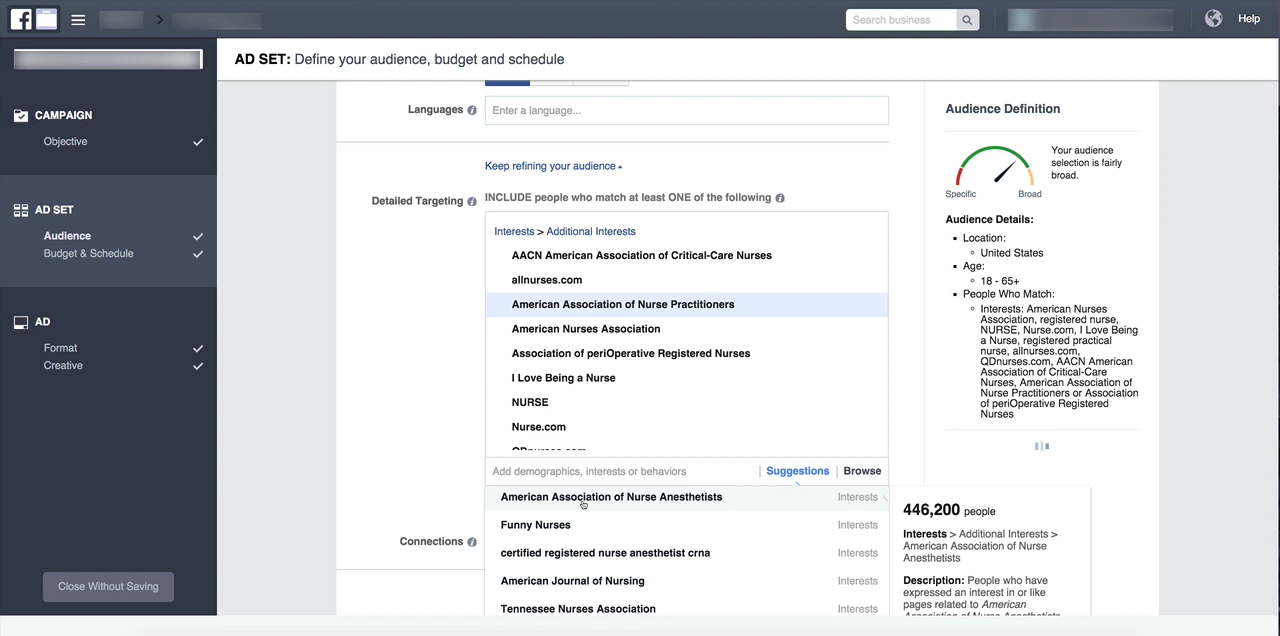 f
>
Search business
Help
AD SET: Define your audience, budget and schedule
CAMPAIGN
Objective
AD SET
Audience
Budget & Schedule
AD
Format
Creative
Close Without Saving
Languages
Enter a language...
Keep refining your audience
Detailed Targeting
INCLUDE people who match at least ONE of the following
Interests > Additional Interests
AACN American Association of Critical-Care Nurses
allnurses.com
American Association of Nurse Practitioners
American Nurses Association
Association of periOperative Registered Nurses
I Love Being a Nurse
NURSE
Nurse.com
QDnurses.com
Add demographics, interests or behaviors | Suggestions | Browse
American Association of Nurse Anesthetists Interests
Funny Nurses Interests
certified registered nurse anesthetist crna Interests
American Journal of Nursing Interests
Tennessee Nurses Association Interests
Connections
Audience Definition
Your audience
selection is fairly
broad.
Specific
Broad
Audience Details:
Location:
United States
Age:
18 - 65+
People Who Match:
Interests: American Nurses
Association, registered nurse,
NURSE, Nurse.com, I Love Being
a Nurse, registered practical
nurse, allnurses.com,
QDnurses.com, AACN American
Association of Critical-Care
Nurses, American Association of
Nurse Practitioners or Association
of periOperative Registered
Nurses
446,200 people
Interests > Additional Interests >
American Association of Nurse
Anesthetists
Description: People who have
expressed an interest in or like
pages related to American
Association of Nurse Anesthetists